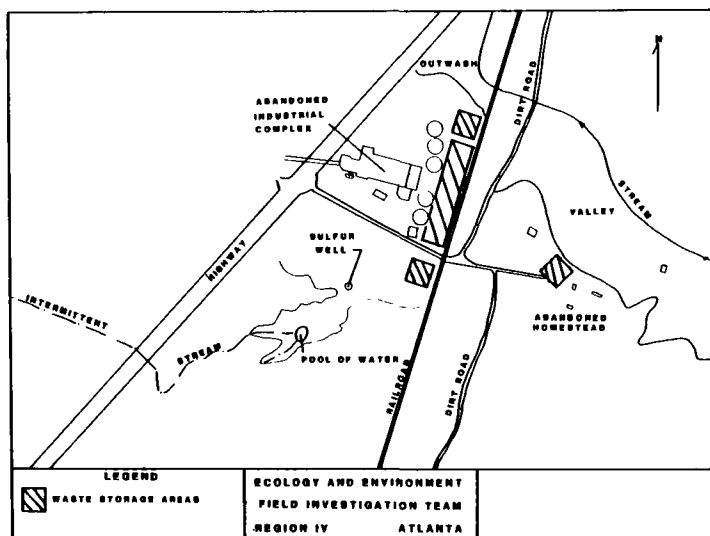 OUTWASH
N
ABANDONED
INDUSTRIAL
COMPLEX
DIRT ROAD
STREAM
VALLEY
SULFUR
WELL
HIGHWAY
INTERMITTENT
STREAM
POOL OF WATER
ABANDONED
HOMESTEAD
RAILROAD
DIRT ROAD
LEGEND
WASTE STORAGE AREAS
ECOLOGY AND ENVIRONMENT
FIELD INVESTIGATION TEAM
REGION IV ATLANTA